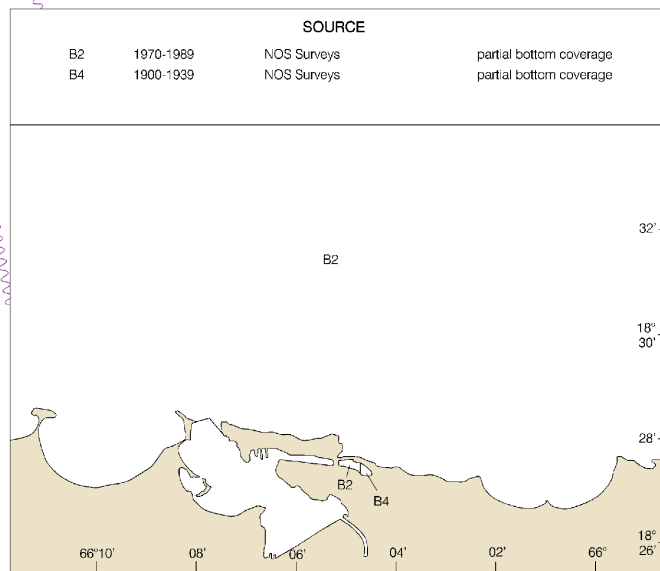 SOURCE
B2 1970-1989 NOS Surveys partial bottom coverage
B4 1900-1939 NOS Surveys partial bottom coverage
32'
B2
18°
30'
28'
B2
B4
18°
26'
66°10' 08' 06' 04' 02' 66°